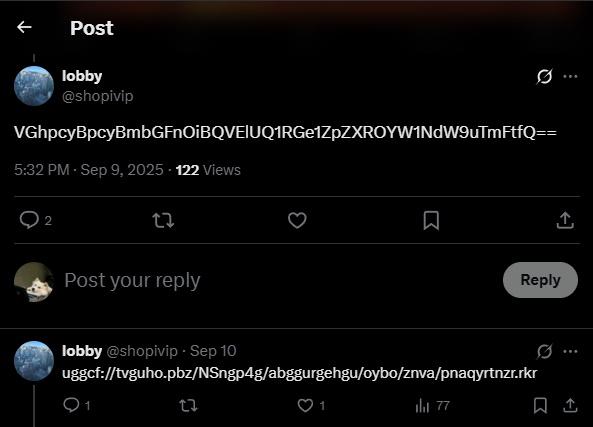 Post
lobby
@shopivip
VGhpcyBpcyBmbGFnOiBQVElUQ1RGe1ZpZXROYW1NdW9uTmFtfQ==
5:32 PM · Sep 9, 2025 · 122 Views
2
Post your reply
Reply
lobby @shopivip · Sep 10
uggcf://tvguho.pbz/NSngp4g/abggurgehgu/oybo/znva/pnaqyrtnzr.rkr
1
1
77